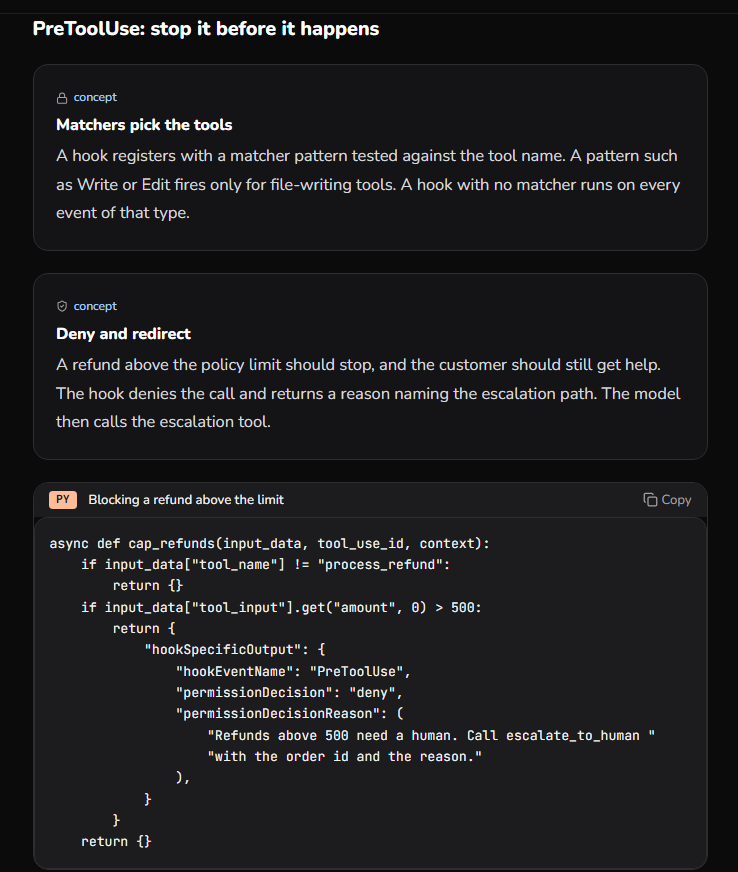 PreToolUse: stop it before it happens
concept
Matchers pick the tools
A hook registers with a matcher pattern tested against the tool name. A pattern such
as Write or Edit fires only for file-writing tools. A hook with no matcher runs on every
event of that type.
concept
Deny and redirect
A refund above the policy limit should stop, and the customer should still get help.
The hook denies the call and returns a reason naming the escalation path. The model
then calls the escalation tool.
PY Blocking a refund above the limit Copy
async def cap_refunds(input_data, tool_use_id, context):
    if input_data["tool_name"] != "process_refund":
        return {}
    if input_data["tool_input"].get("amount", 0) > 500:
        return {
            "hookSpecificOutput": {
                "hookEventName": "PreToolUse",
                "permissionDecision": "deny",
                "permissionDecisionReason": (
                    "Refunds above 500 need a human. Call escalate_to_human "
                    "with the order id and the reason."
                ),
            }
        }
    return {}